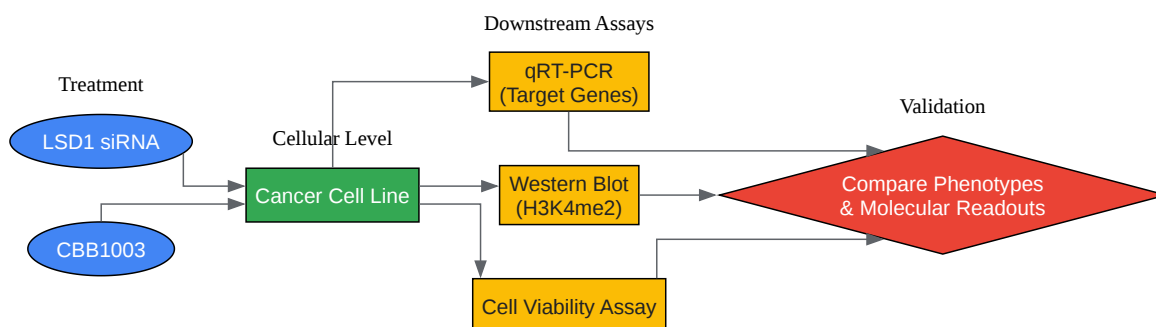 Downstream Assays
Treatment
qRT-PCR
(Target Genes)
Validation
LSD1 siRNA
Cellular Level
Cancer Cell Line
Western Blot
(H3K4me2)
Compare Phenotypes
& Molecular Readouts
CBB1003
Cell Viability Assay